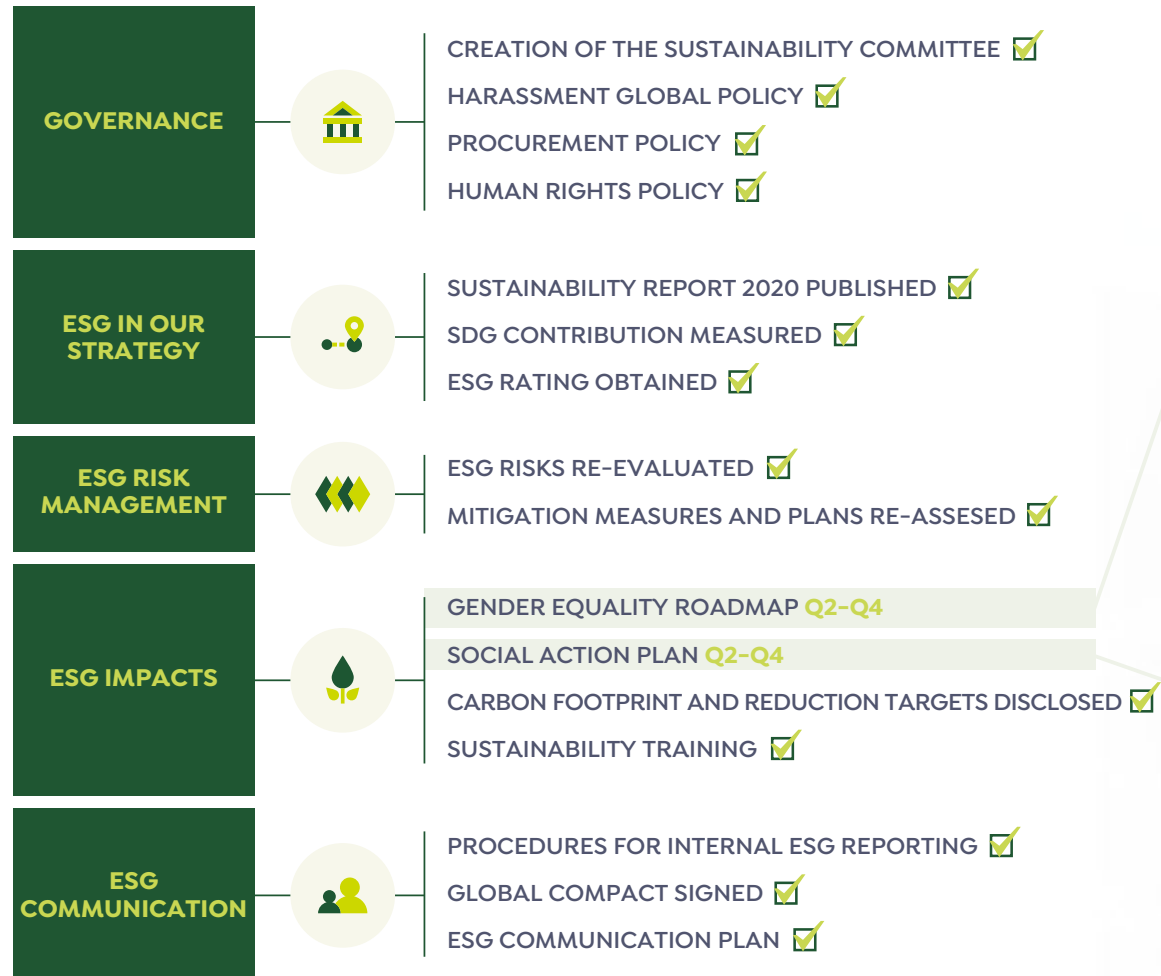 GOVERNANCE
CREATION OF THE SUSTAINABILITY COMMITTEE
HARASSMENT GLOBAL POLICY
PROCUREMENT POLICY
HUMAN RIGHTS POLICY
ESG IN OUR
STRATEGY
SUSTAINABILITY REPORT 2020 PUBLISHED
SDG CONTRIBUTION MEASURED
ESG RATING OBTAINED
ESG RISK
MANAGEMENT
ESG RISKS RE-EVALUATED
MITIGATION MEASURES AND PLANS RE-ASSESED
ESG IMPACTS
GENDER EQUALITY ROADMAP Q2-Q4
SOCIAL ACTION PLAN Q2-Q4
CARBON FOOTPRINT AND REDUCTION TARGETS DISCLOSED
SUSTAINABILITY TRAINING
ESG
COMMUNICATION
PROCEDURES FOR INTERNAL ESG REPORTING
GLOBAL COMPACT SIGNED
ESG COMMUNICATION PLAN